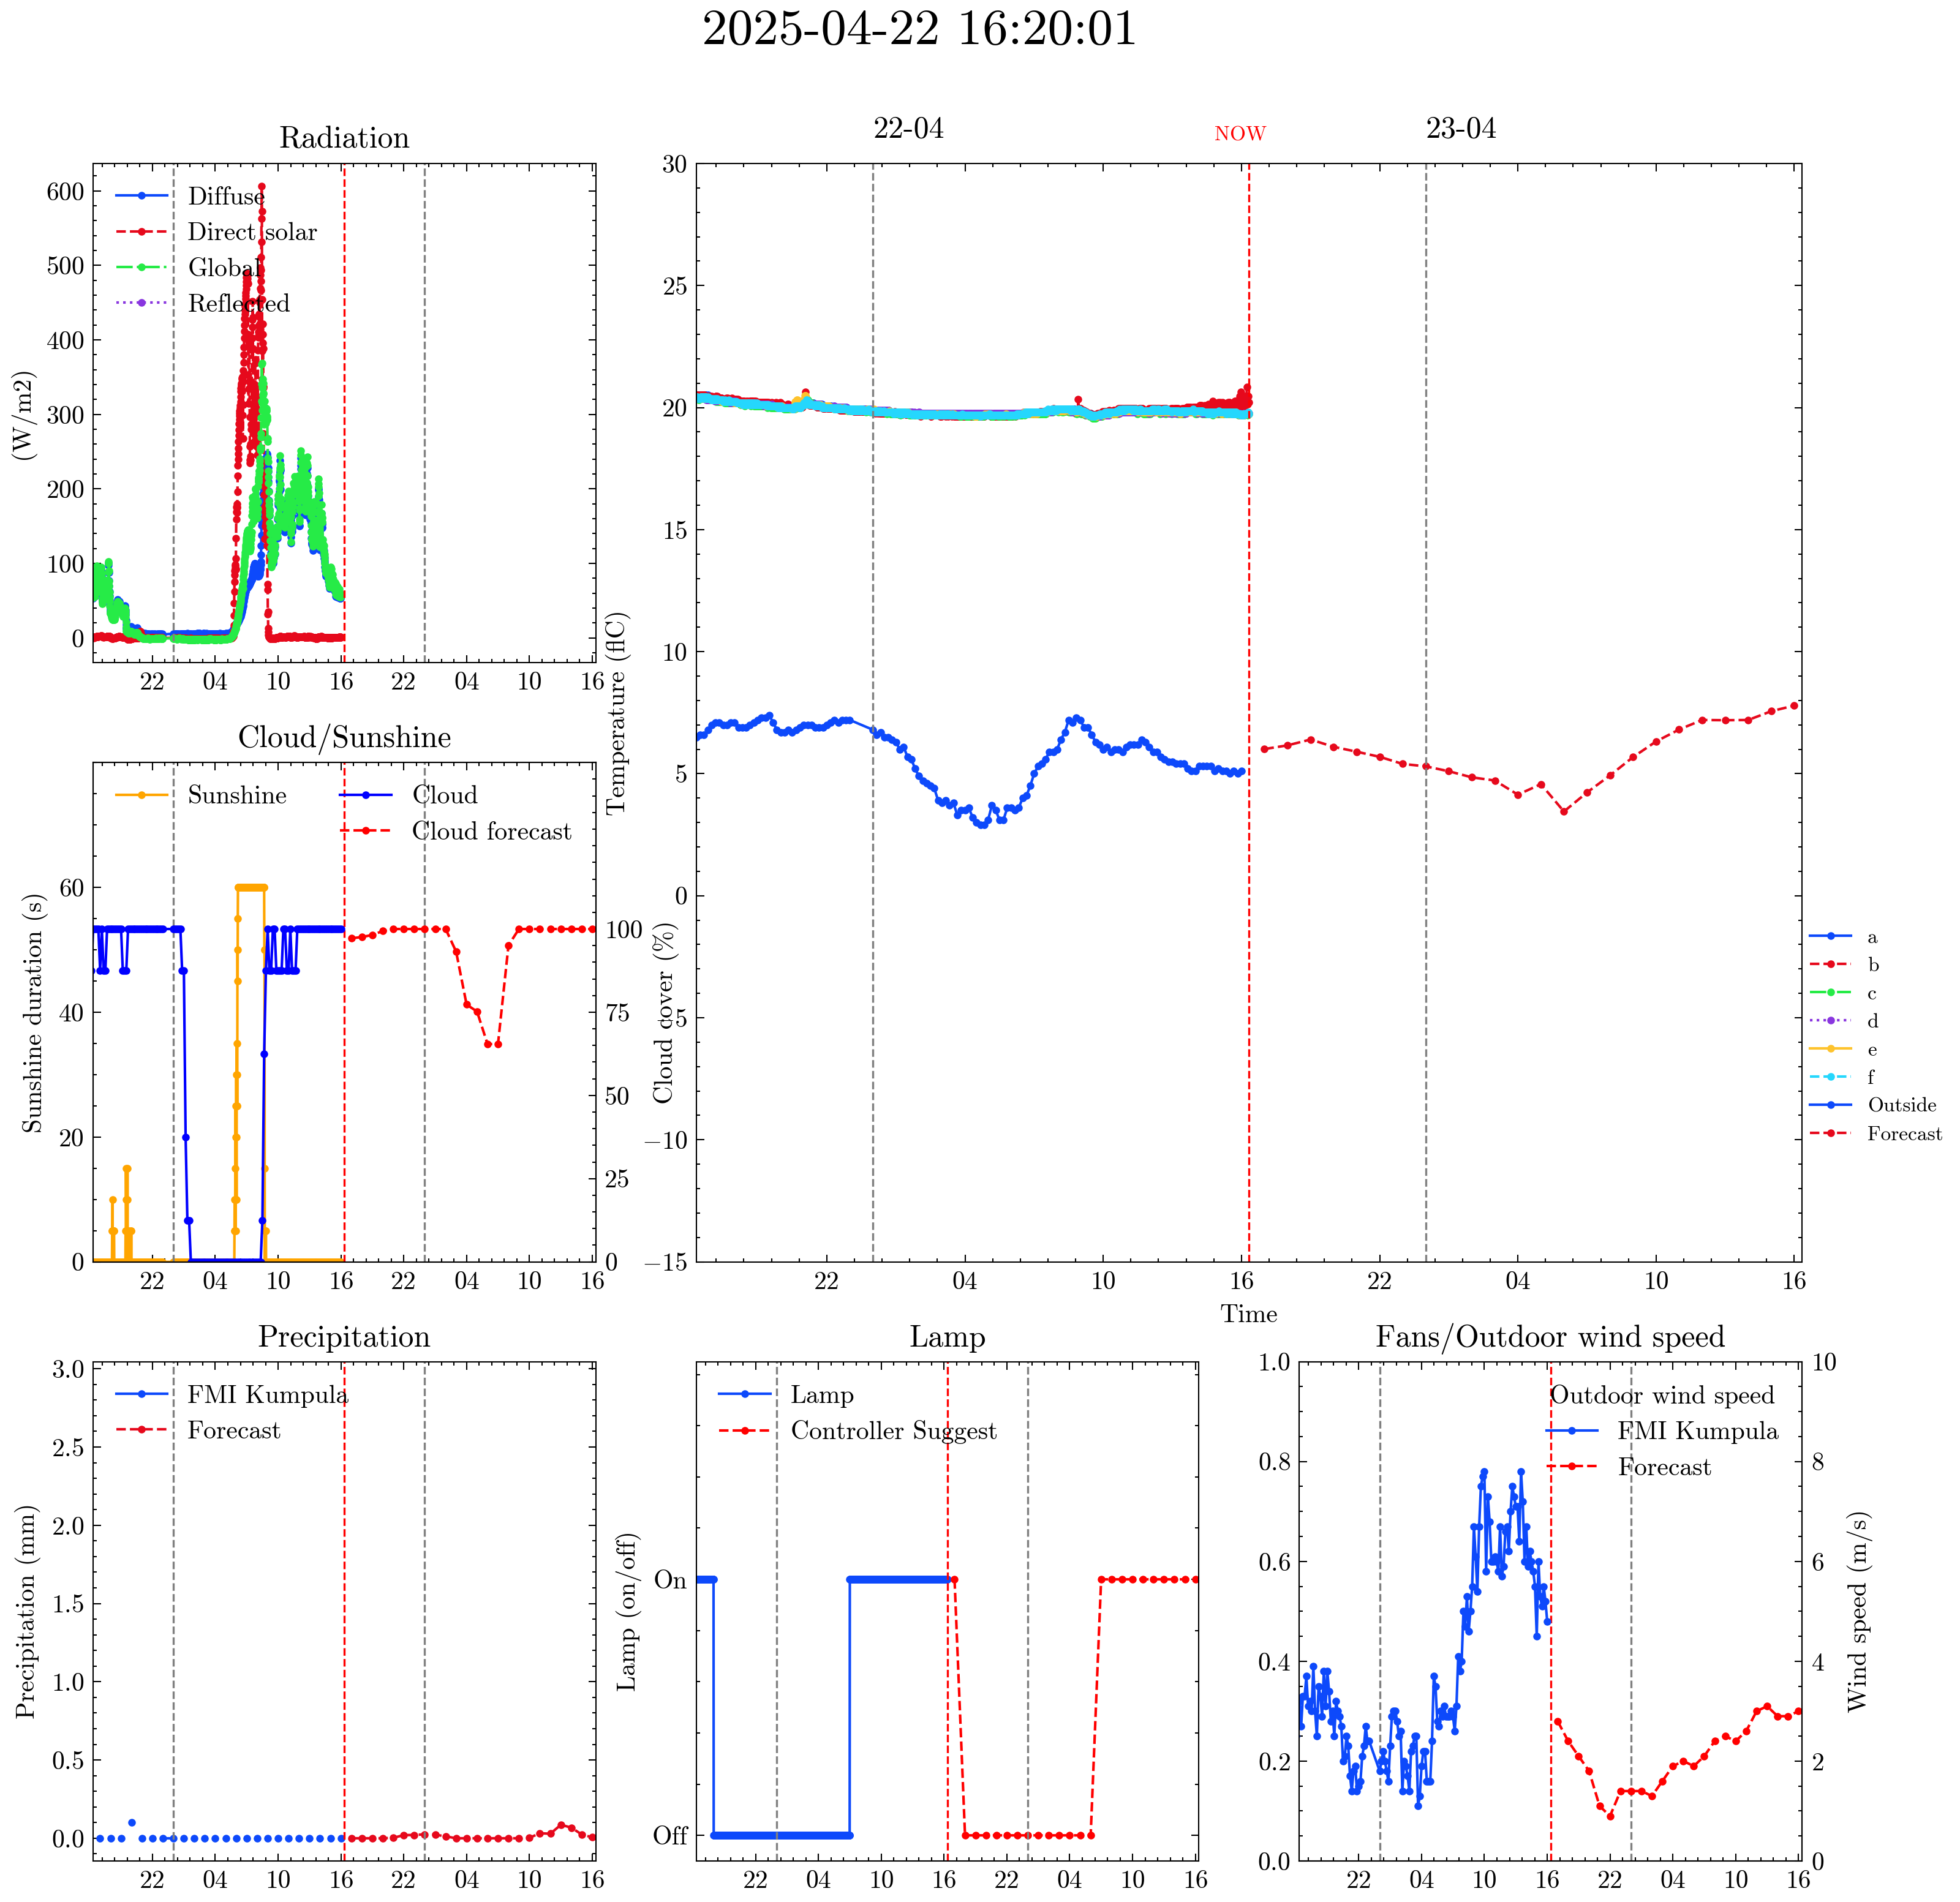 2025-04-22 16:20:01
Radiation
600
500
400
300
200
100
0
(W/m2)
Diffuse
Direct solar
Global
Reflected
22 04 10 16 22 04 10 16
22-04
NOW
23-04
30
25
20
15
10
5
0
−5
−10
−15
Temperature (flC)
22 04 10 16 22 04 10 16
Time
a
b
c
d
e
f
Outside
Forecast
Cloud/Sunshine
Sunshine
Cloud
Cloud forecast
60
40
20
0
Sunshine duration (s)
100
75
50
25
0
Cloud cover (%)
22 04 10 16 22 04 10 16
Precipitation
FMI Kumpula
Forecast
3.0
2.5
2.0
1.5
1.0
0.5
0.0
Precipitation (mm)
22 04 10 16 22 04 10 16
Lamp
Lamp
Controller Suggest
On
Off
Lamp (on/off)
22 04 10 16 22 04 10 16
Fans/Outdoor wind speed
Outdoor wind speed
FMI Kumpula
Forecast
1.0
0.8
0.6
0.4
0.2
0.0
10
8
6
4
2
0
Wind speed (m/s)
22 04 10 16 22 04 10 16